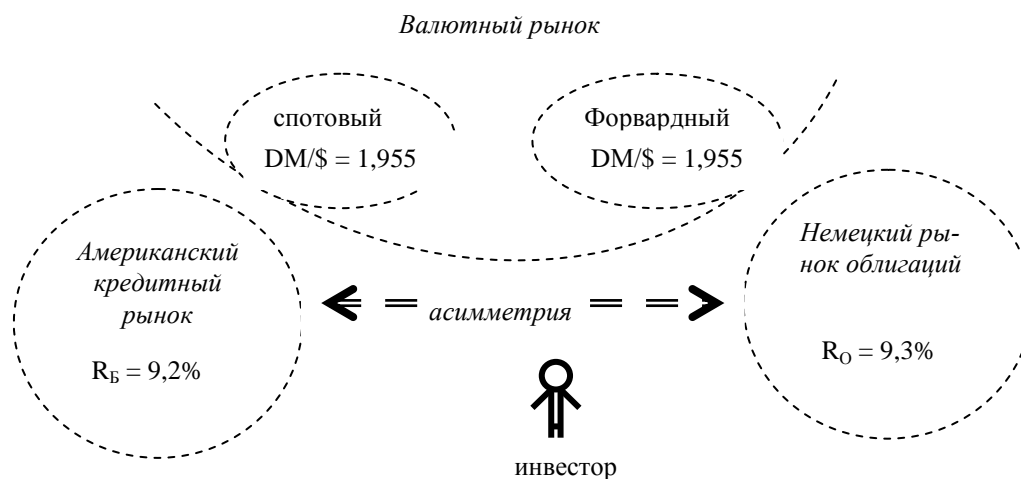 Валютный рынок
спотовый
DM/$ = 1,955
Форвардный
DM/$ = 1,955
Американский
кредитный
рынок
R_Б = 9,2%
асимметрия
Немецкий ры-
нок облигаций
R_О = 9,3%
инвестор